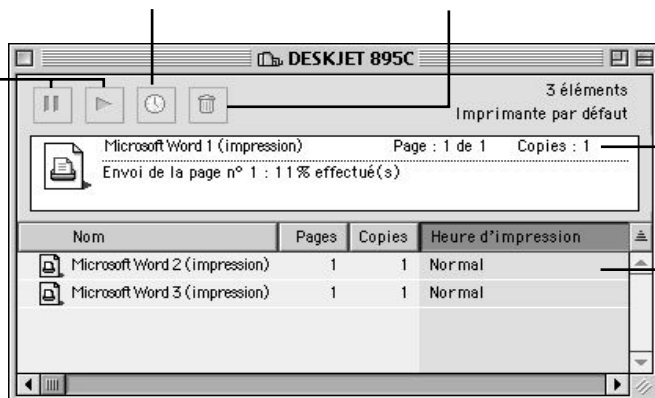 DESKJET 895C
3 éléments
Imprimante par défaut
Microsoft Word 1 (impression) Page : 1 de 1 Copies : 1
Envoi de la page nº 1 : 11% effectué(s)
Nom Pages Copies Heure d'impression
Microsoft Word 2 (impression) 1 1 Normal
Microsoft Word 3 (impression) 1 1 Normal